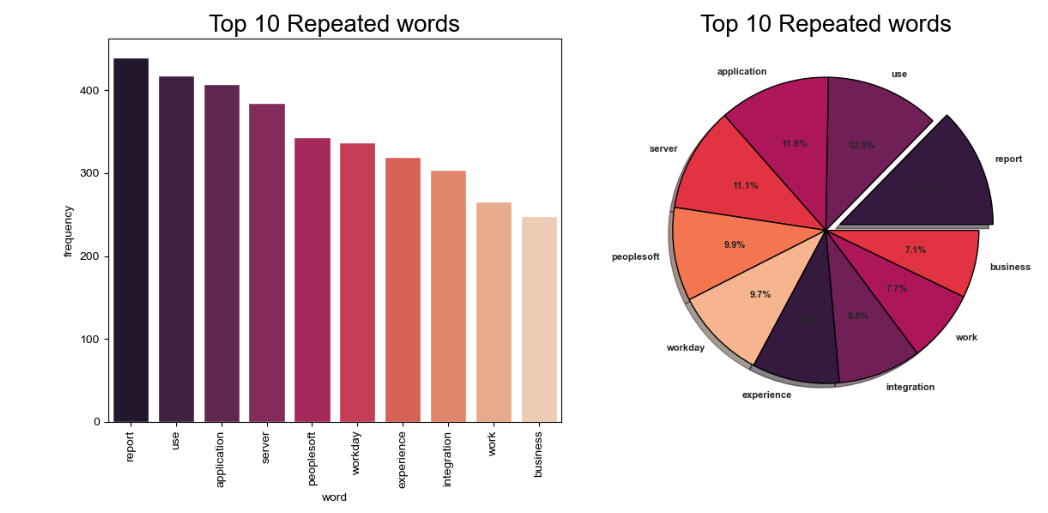 Top 10 Repeated words
400
300
200
100
0
frequency
report
use
application
server
peoplesoft
workday
experience
integration
work
business
word
Top 10 Repeated words
application
use
server
report
11.8%
12.0%
11.1%
peoplesoft
9.9%
7.1%
business
9.7%
7.7%
8.8%
workday
work
experience
integration